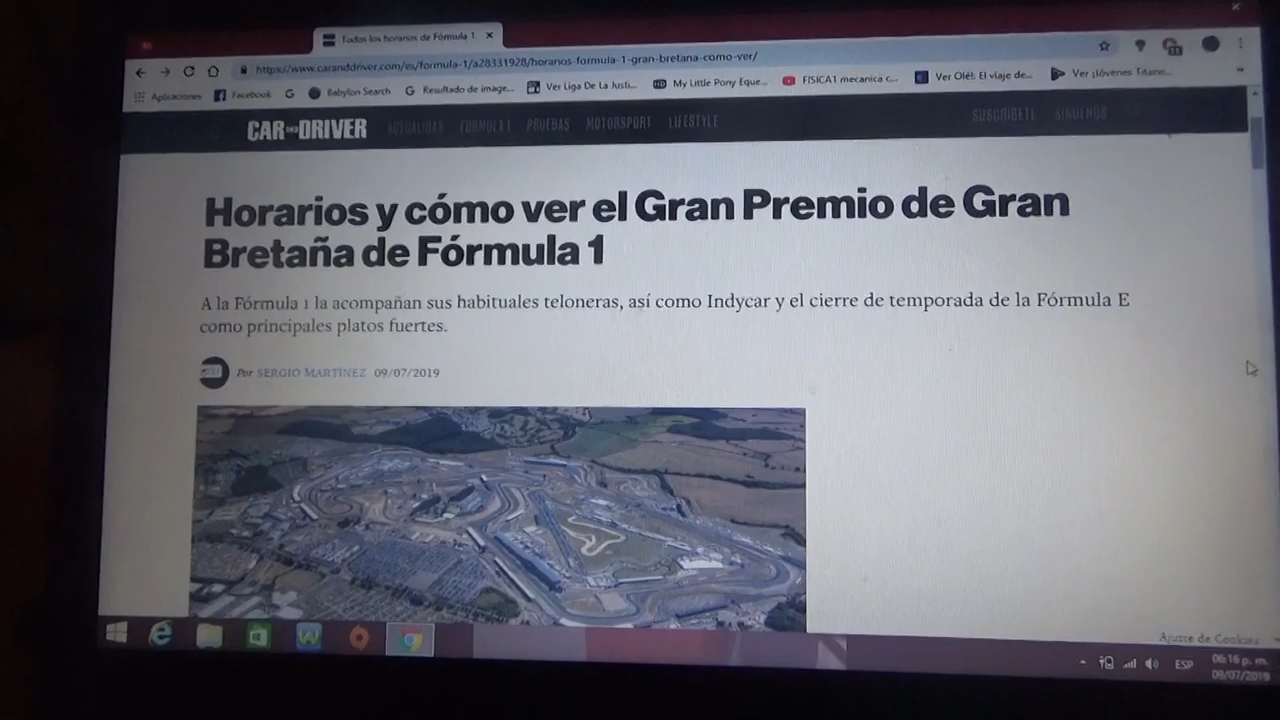 Todos los horarios de Fórmula 1
https://www.caranddriver.com/es/formula-1/a28331928/horarios-formula-1-gran-bretana-como-ver/
Aplicaciones Facebook Babylon Search Resultado de image... Ver Liga De La Justi... My Little Pony Eque... FISICA1 mecanica c... Ver Olé!: El viaje de... Ver ¡Jóvenes Titane...
CAR AND DRIVER ACTUALIDAD FÓRMULA 1 PRUEBAS MOTORSPORT LIFESTYLE SUSCRÍBETE SÍGUENOS
Horarios y cómo ver el Gran Premio de Gran
Bretaña de Fórmula 1
A la Fórmula 1 la acompañan sus habituales teloneras, así como Indycar y el cierre de temporada de la Fórmula E
como principales platos fuertes.
Por SERGIO MARTÍNEZ 09/07/2019
Ajuste de Cookies
ESP 06:16 p. m.
09/07/2019